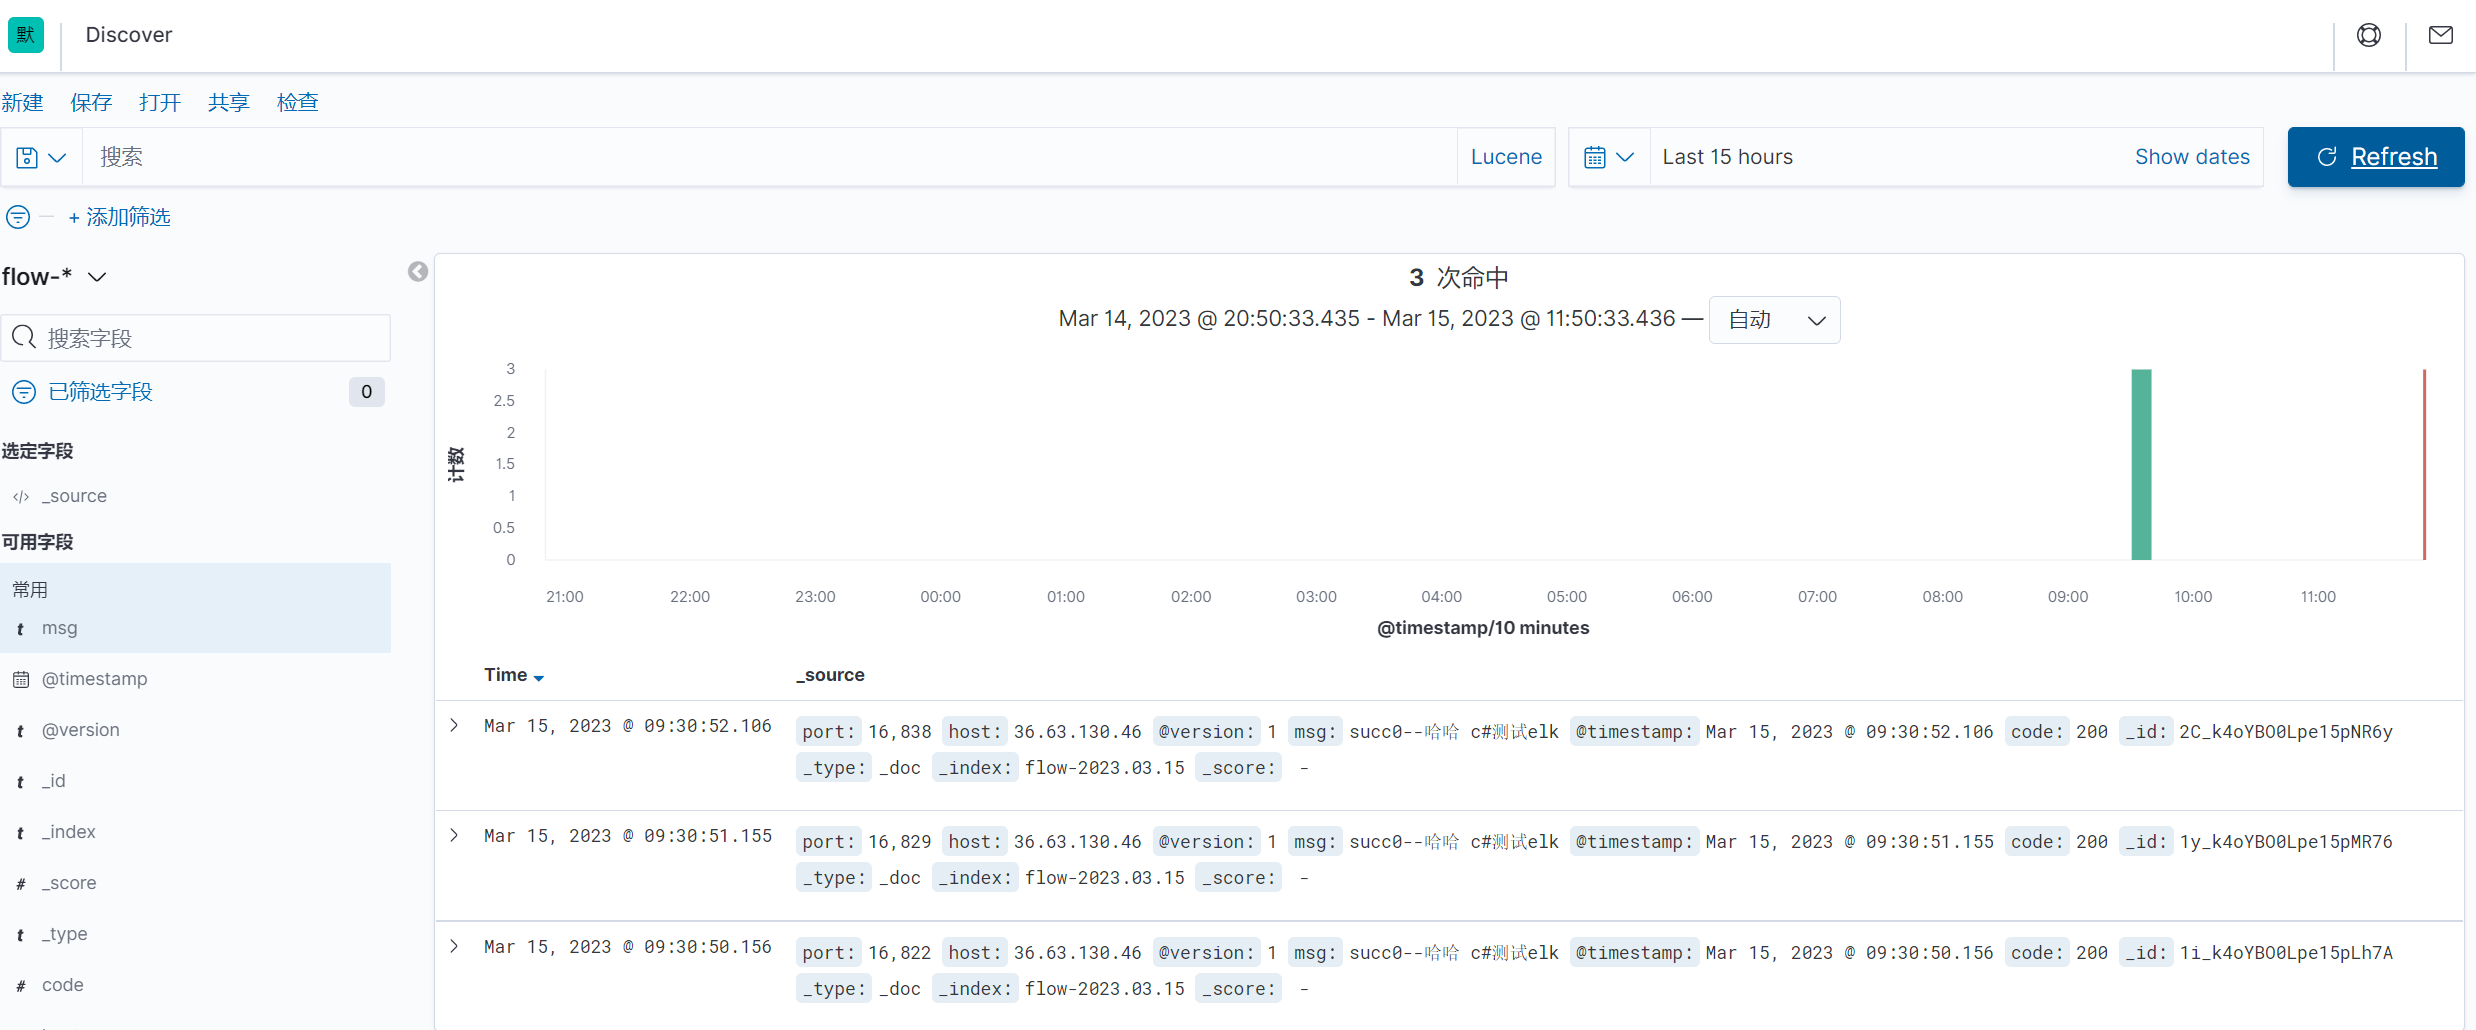 默 Discover
新建 保存 打开 共享 检查
搜索 Lucene Last 15 hours Show dates Refresh
+ 添加筛选
flow-*
搜索字段
已筛选字段 0
选定字段
</> _source
可用字段
常用
t msg
@timestamp
t @version
t _id
t _index
# _score
t _type
# code
3 次命中
Mar 14, 2023 @ 20:50:33.435 - Mar 15, 2023 @ 11:50:33.436 — 自动
计数
3
2.5
2
1.5
1
0.5
0
21:00 22:00 23:00 00:00 01:00 02:00 03:00 04:00 05:00 06:00 07:00 08:00 09:00 10:00 11:00
@timestamp/10 minutes
Time _source
Mar 15, 2023 @ 09:30:52.106 port: 16,838 host: 36.63.130.46 @version: 1 msg: succ0--哈哈 c#测试elk @timestamp: Mar 15, 2023 @ 09:30:52.106 code: 200 _id: 2C_k4oYBO0Lpe15pNR6y
_type: _doc _index: flow-2023.03.15 _score: -
Mar 15, 2023 @ 09:30:51.155 port: 16,829 host: 36.63.130.46 @version: 1 msg: succ0--哈哈 c#测试elk @timestamp: Mar 15, 2023 @ 09:30:51.155 code: 200 _id: 1y_k4oYBO0Lpe15pMR76
_type: _doc _index: flow-2023.03.15 _score: -
Mar 15, 2023 @ 09:30:50.156 port: 16,822 host: 36.63.130.46 @version: 1 msg: succ0--哈哈 c#测试elk @timestamp: Mar 15, 2023 @ 09:30:50.156 code: 200 _id: 1i_k4oYBO0Lpe15pLh7A
_type: _doc _index: flow-2023.03.15 _score: -